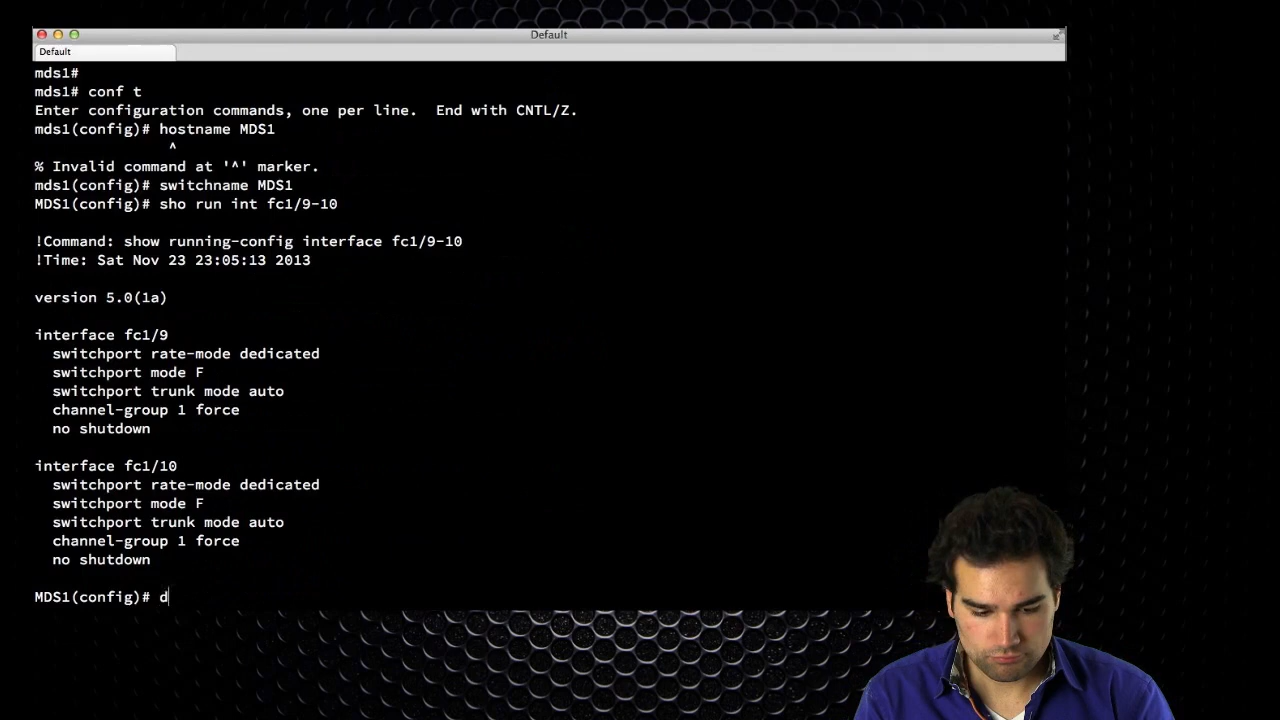 Default
Default
mds1#
mds1# conf t
Enter configuration commands, one per line.  End with CNTL/Z.
mds1(config)# hostname MDS1
^
% Invalid command at '^' marker.
mds1(config)# switchname MDS1
MDS1(config)# sho run int fc1/9-10
!Command: show running-config interface fc1/9-10
!Time: Sat Nov 23 23:05:13 2013
version 5.0(1a)
interface fc1/9
switchport rate-mode dedicated
switchport mode F
switchport trunk mode auto
channel-group 1 force
no shutdown
interface fc1/10
switchport rate-mode dedicated
switchport mode F
switchport trunk mode auto
channel-group 1 force
no shutdown
MDS1(config)# d